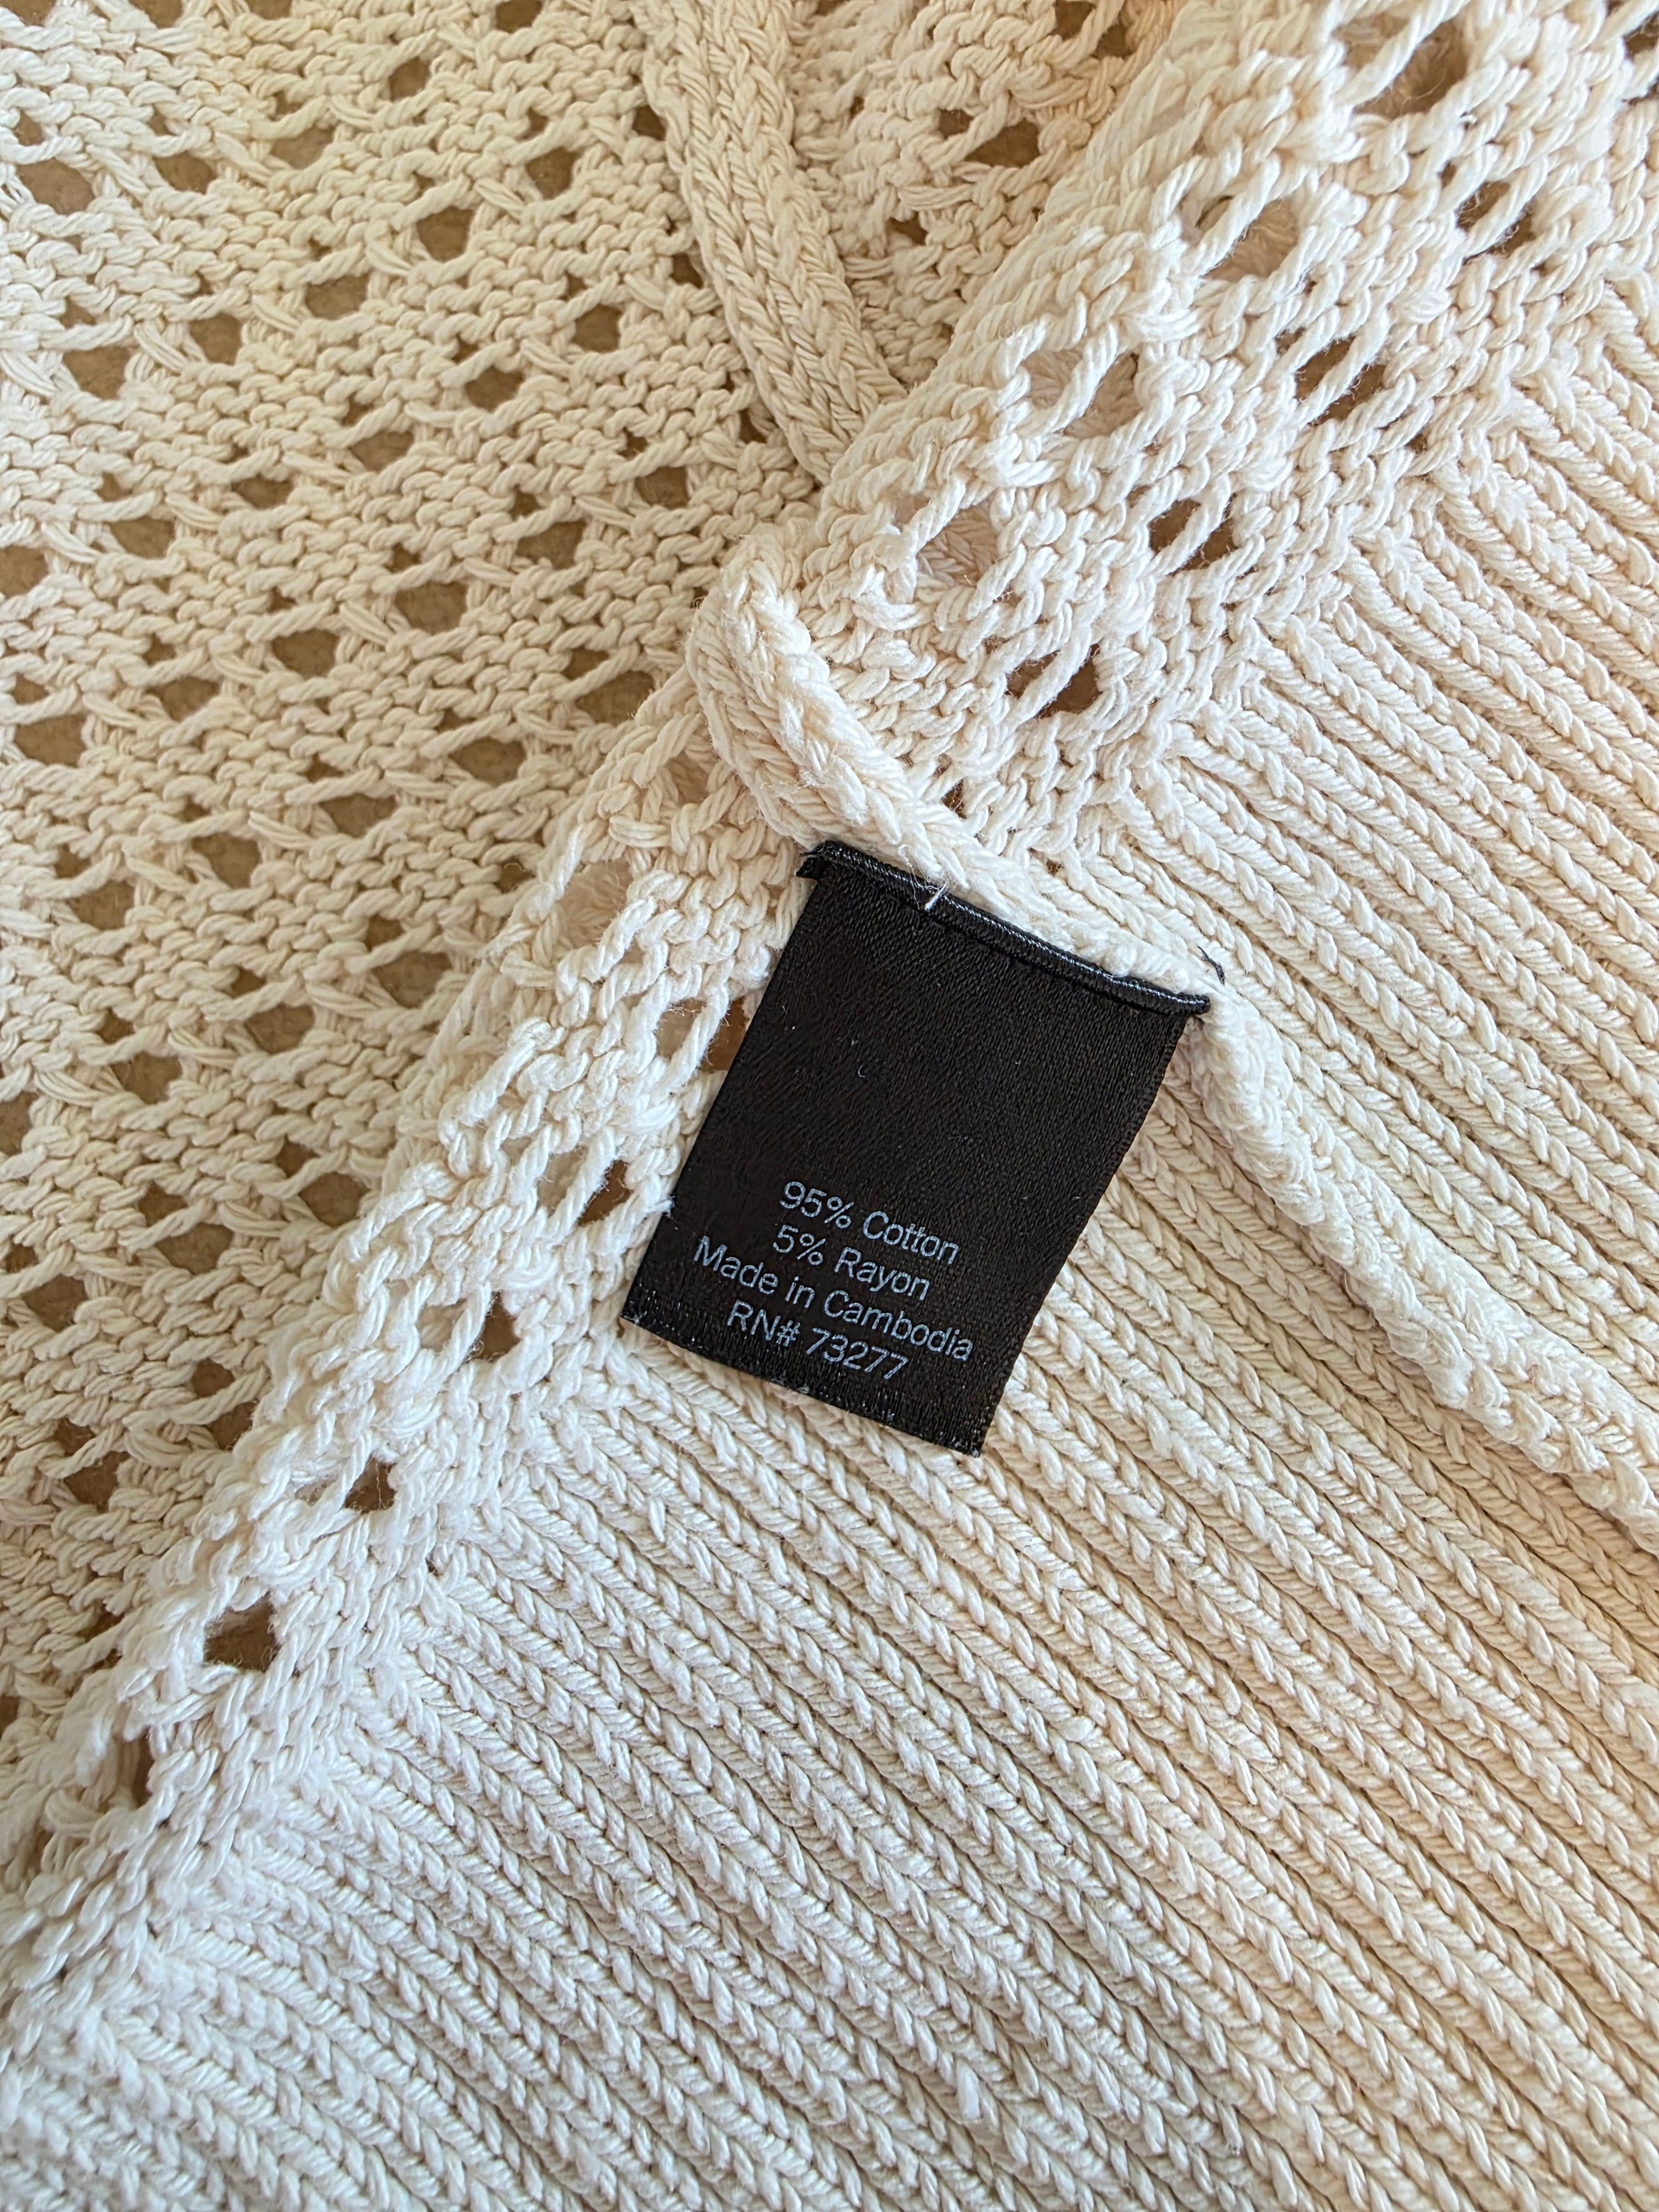 95% Cotton
5% Rayon
Made in Cambodia
RN# 73277